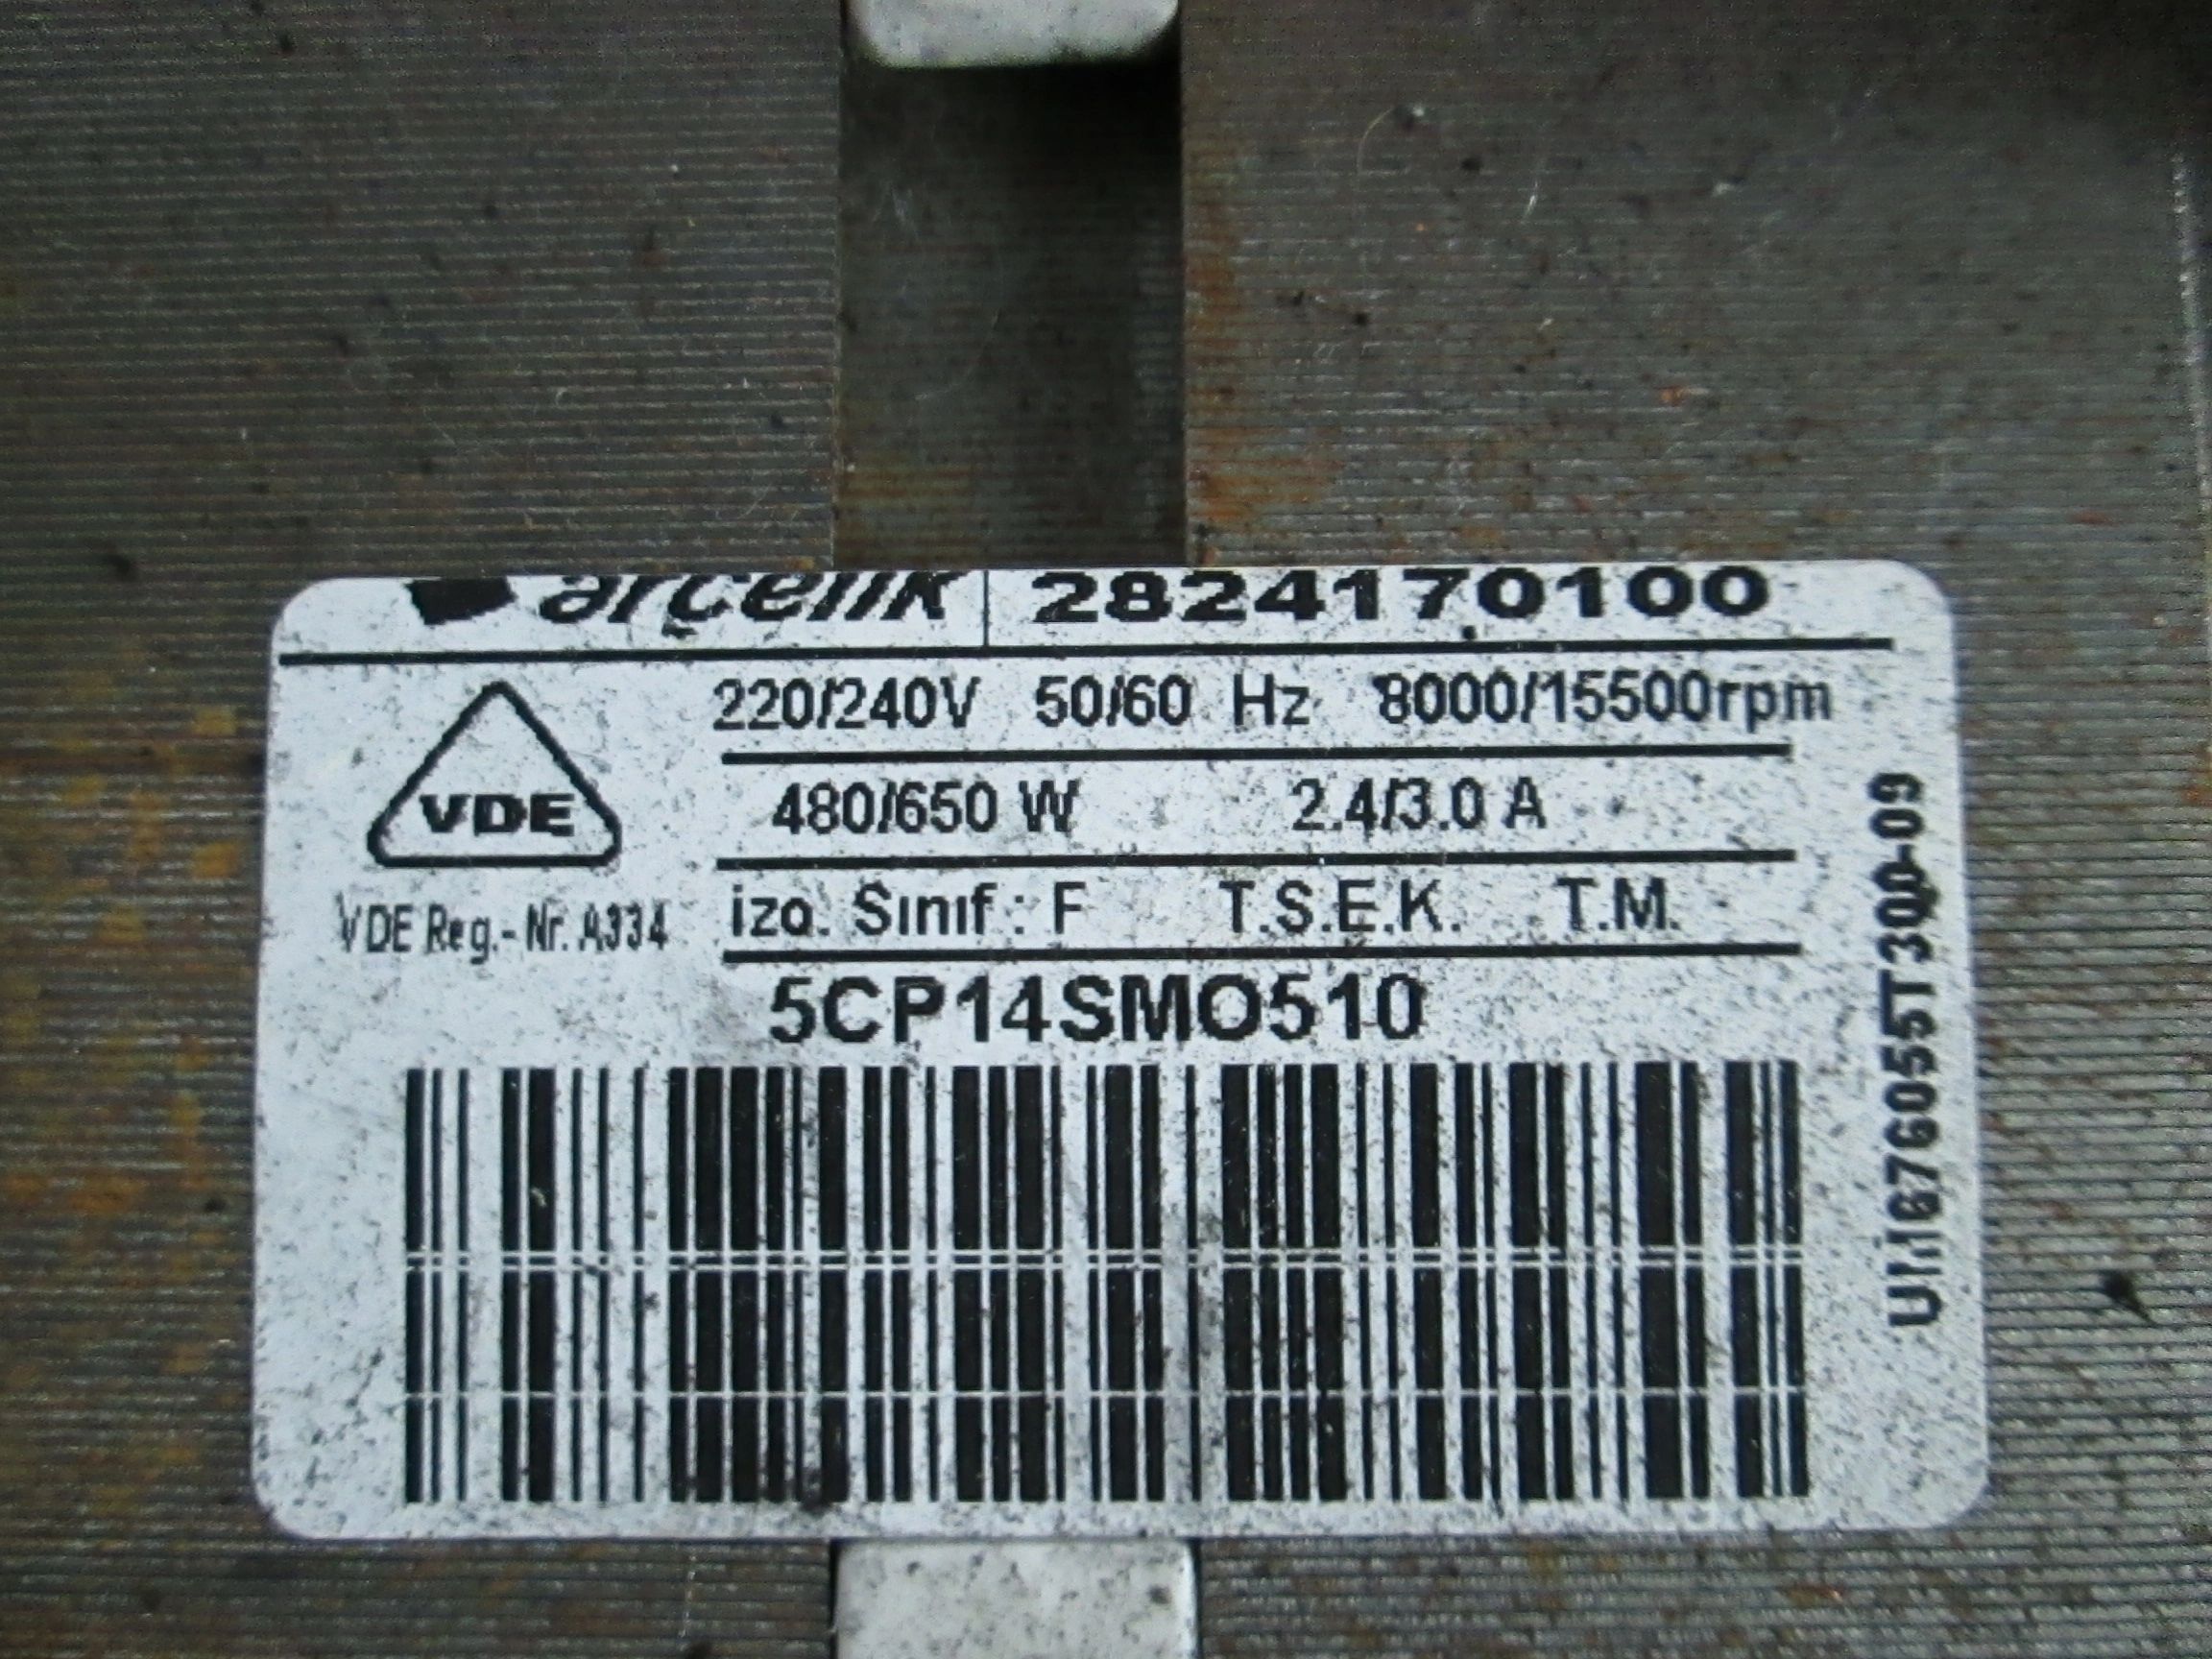 arçelik 2824170100
220/240V 50/60 Hz 8000/15500rpm
480/650 W 2.4/3.0 A
VDE
VDE Reg.-Nr. A334
izo. Sınıf : F T.S.E.K. T.M.
5CP14SMO510